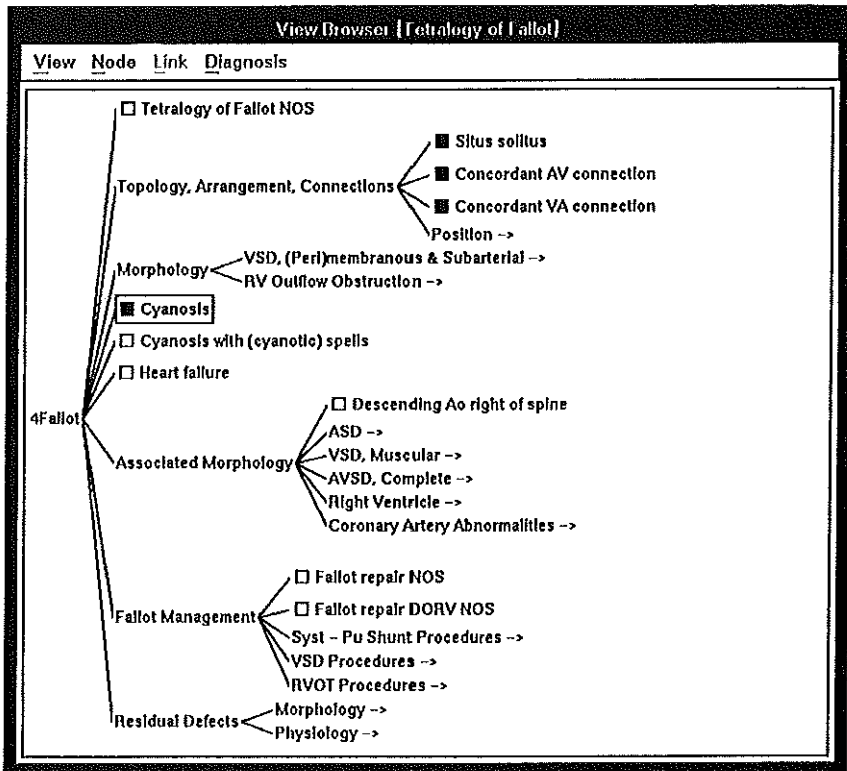 View Browser {Tetralogy of Fallot}
View Node Link Diagnosis
Tetralogy of Fallot NOS
Situs solitus
Concordant AV connection
Topology, Arrangement, Connections
Concordant VA connection
Position -->
VSD, (Peri)membranous & Subarterial -->
Morphology
RV Outflow Obstruction -->
Cyanosis
Cyanosis with (cyanotic) spells
Heart failure
Descending Ao right of spine
4Fallot
ASD -->
VSD, Muscular -->
Associated Morphology
AVSD, Complete -->
Right Ventricle -->
Coronary Artery Abnormalities -->
Fallot repair NOS
Fallot repair DORV NOS
Fallot Management
Syst - Pu Shunt Procedures -->
VSD Procedures -->
RVOT Procedures -->
Morphology -->
Residual Defects
Physiology -->